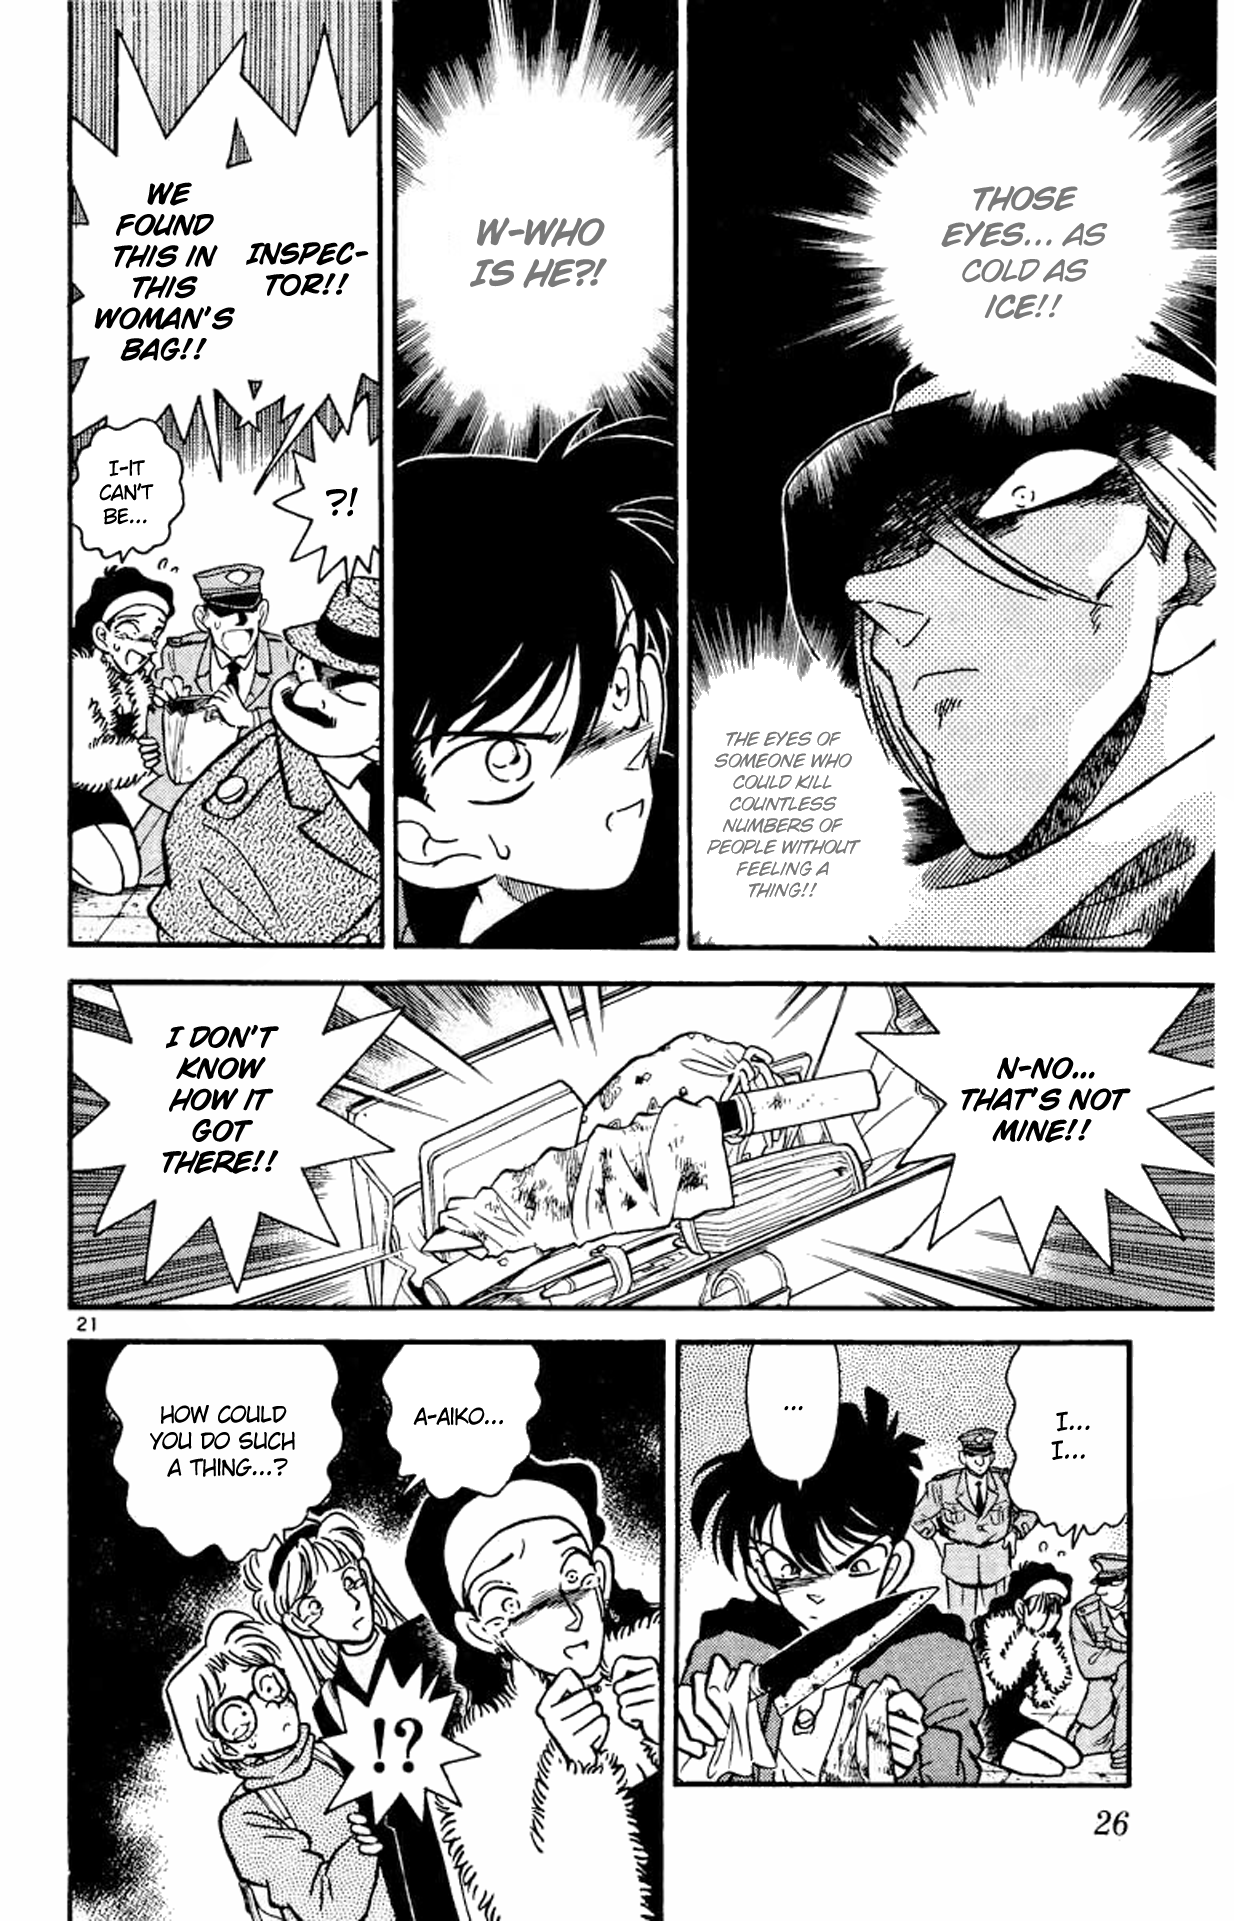 THOSE
EYES... AS
COLD AS
ICE!!
THE EYES OF
SOMEONE WHO
COULD KILL
COUNTLESS
NUMBERS OF
PEOPLE WITHOUT
FEELING A
THING!!
W-WHO
IS HE?!
INSPEC-
TOR!!
WE
FOUND
THIS IN
THIS
WOMAN'S
BAG!!
?!
I-IT
CAN'T
BE...
N-NO...
THAT'S NOT
MINE!!
I DON'T
KNOW
HOW IT
GOT
THERE!!
21
I...
I...
...
A-AIKO...
HOW COULD
YOU DO SUCH
A THING...?
!?
26